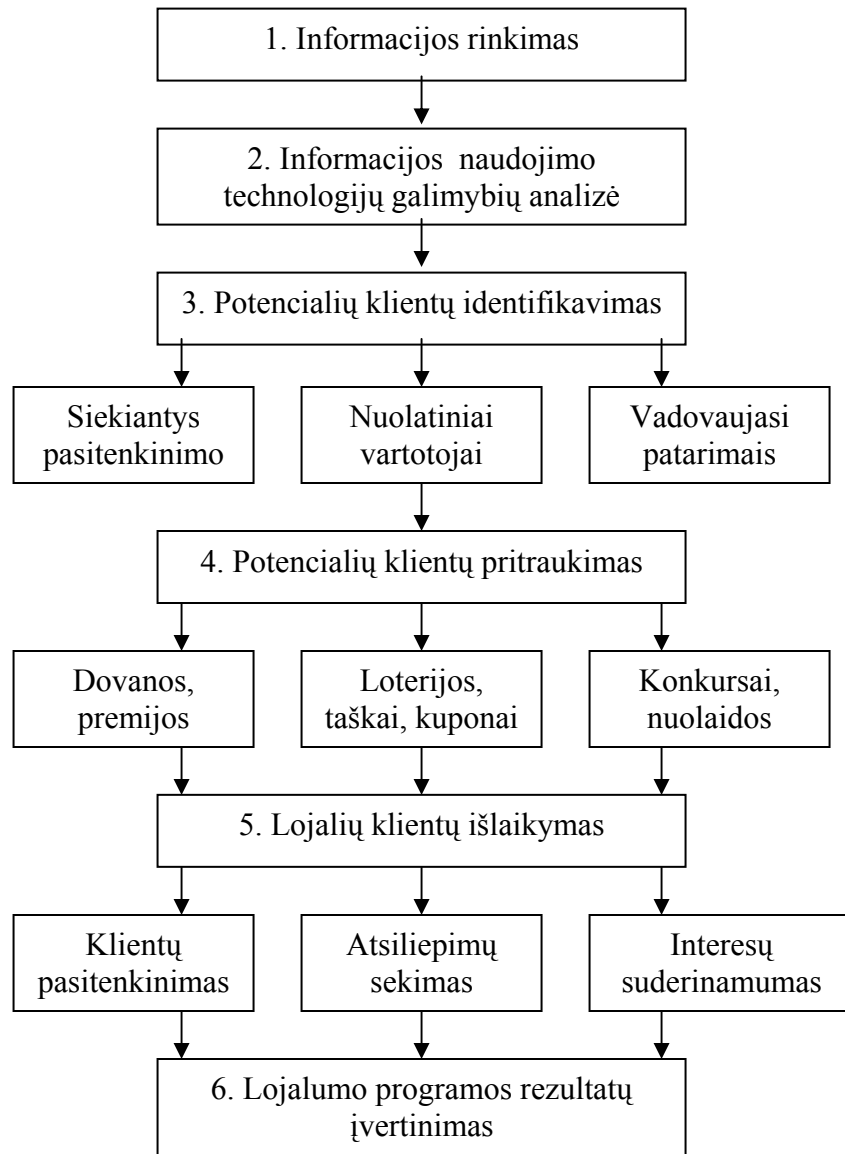 1. Informacijos rinkimas
2. Informacijos naudojimo
technologijų galimybių analizė
3. Potencialių klientų identifikavimas
Siekiantys
pasitenkinimo
Nuolatiniai
vartotojai
Vadovaujasi
patarimais
4. Potencialių klientų pritraukimas
Dovanos,
premijos
Loterijos,
taškai, kuponai
Konkursai,
nuolaidos
5. Lojalių klientų išlaikymas
Klientų
pasitenkinimas
Atsiliepimų
sekimas
Interesų
suderinamumas
6. Lojalumo programos rezultatų
įvertinimas